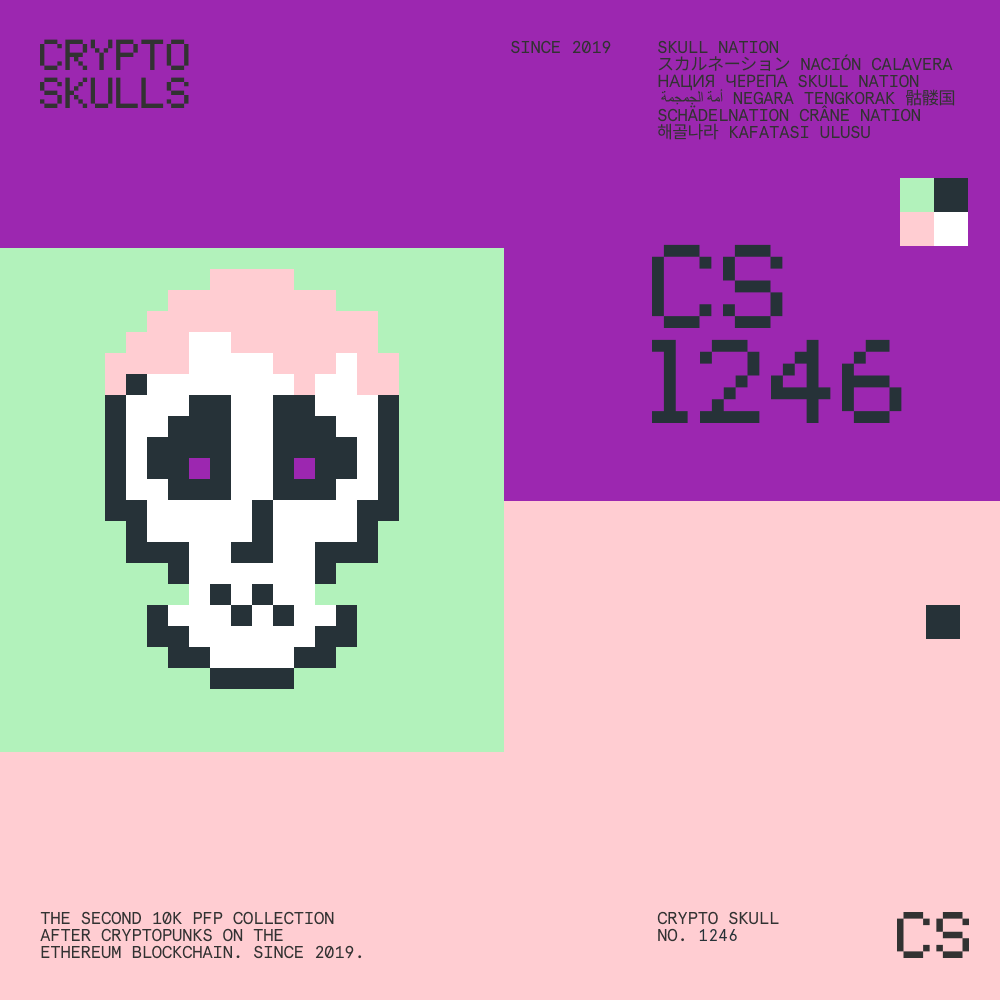 CRYPTO
SKULLS
SINCE 2019
SKULL NATION
スカルネーション NACIÓN CALAVERA
НАЦИЯ ЧЕРЕПА SKULL NATION
أمة الجمجمة NEGARA TENGKORAK 骷髅国
SCHÄDELNATION CRÂNE NATION
해골나라 KAFATASI ULUSU
CS
1246
THE SECOND 10K PFP COLLECTION
AFTER CRYPTOPUNKS ON THE
ETHEREUM BLOCKCHAIN. SINCE 2019.
CRYPTO SKULL
NO. 1246
CS